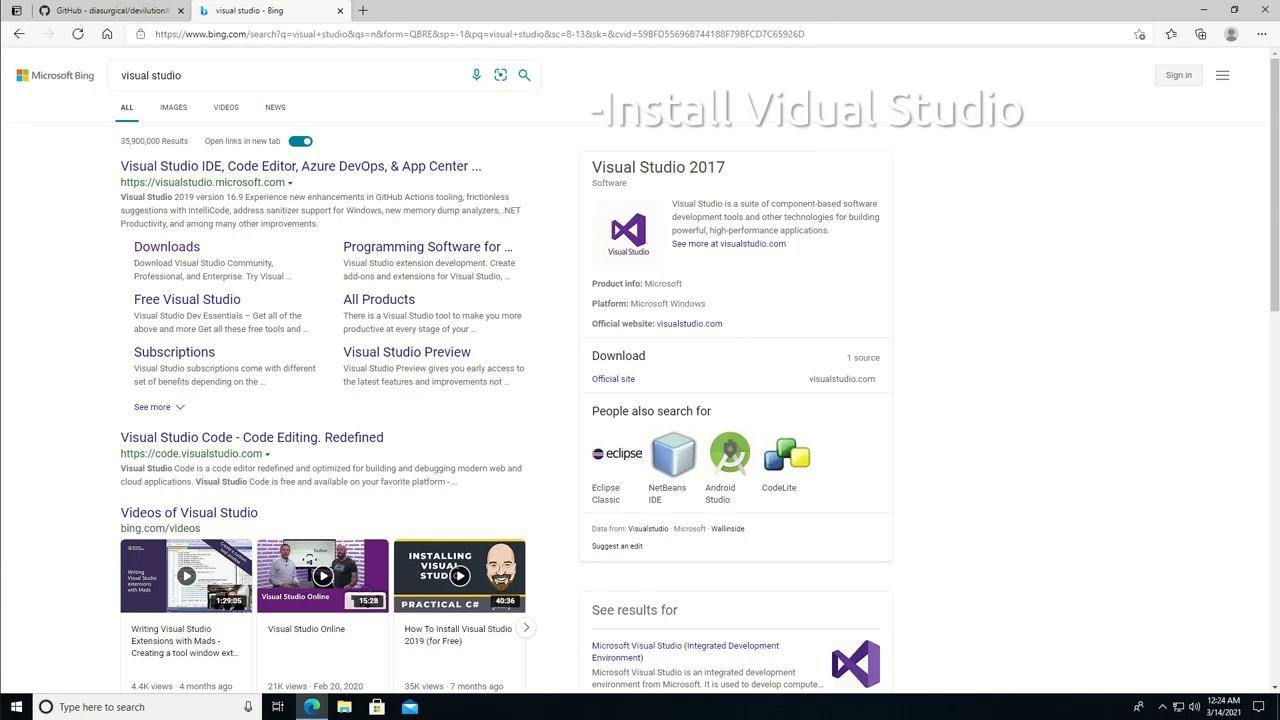 GitHub - diasurgical/devilutionX
visual studio - Bing
https://www.bing.com/search?q=visual+studio&qs=n&form=QBRE&sp=-1&pq=visual+studio&sc=8-13&sk=&cvid=59BFD55696B744188F79BFCD7C65926D
Microsoft Bing
visual studio
Sign in
ALL
IMAGES
VIDEOS
NEWS
-Install Vidual Studio
35,900,000 Results
Open links in new tab
Visual Studio IDE, Code Editor, Azure DevOps, & App Center ...
https://visualstudio.microsoft.com
Visual Studio 2019 version 16.9 Experience new enhancements in GitHub Actions tooling, frictionless
suggestions with IntelliCode, address sanitizer support for Windows, new memory dump analyzers, .NET
Productivity, and among many other improvements.
Downloads
Download Visual Studio Community,
Professional, and Enterprise. Try Visual ...
Programming Software for ...
Visual Studio extension development. Create
add-ons and extensions for Visual Studio, ...
Free Visual Studio
Visual Studio Dev Essentials – Get all of the
above and more Get all these free tools and ...
All Products
There is a Visual Studio tool to make you more
productive at every stage of your ...
Subscriptions
Visual Studio subscriptions come with different
set of benefits depending on the ...
Visual Studio Preview
Visual Studio Preview gives you early access to
the latest features and improvements not ...
See more
Visual Studio Code - Code Editing. Redefined
https://code.visualstudio.com
Visual Studio Code is a code editor redefined and optimized for building and debugging modern web and
cloud applications. Visual Studio Code is free and available on your favorite platform - ...
Videos of Visual Studio
bing.com/videos
Writing
Visual Studio
extensions
with Mads
1:29:05
Visual Studio Online
15:28
INSTALLING
VISUAL
STUD
PRACTICAL C#
40:36
Writing Visual Studio
Extensions with Mads -
Creating a tool window ext...
4.4K views · 4 months ago
Visual Studio Online
21K views · Feb 20, 2020
How To Install Visual Studio
2019 (for Free)
35K views · 7 months ago
Visual Studio 2017
Software
Visual Studio
Visual Studio is a suite of component-based software
development tools and other technologies for building
powerful, high-performance applications.
See more at visualstudio.com
Product info: Microsoft
Platform: Microsoft Windows
Official website: visualstudio.com
Download
1 source
Official site
visualstudio.com
People also search for
eclipse
Eclipse
Classic
NetBeans
IDE
Android
Studio
CodeLite
Data from: Visualstudio · Microsoft · Wallinside
Suggest an edit
See results for
Microsoft Visual Studio (Integrated Development
Environment)
Microsoft Visual Studio is an integrated development
environment from Microsoft. It is used to develop compute...
Type here to search
12:24 AM
3/14/2021